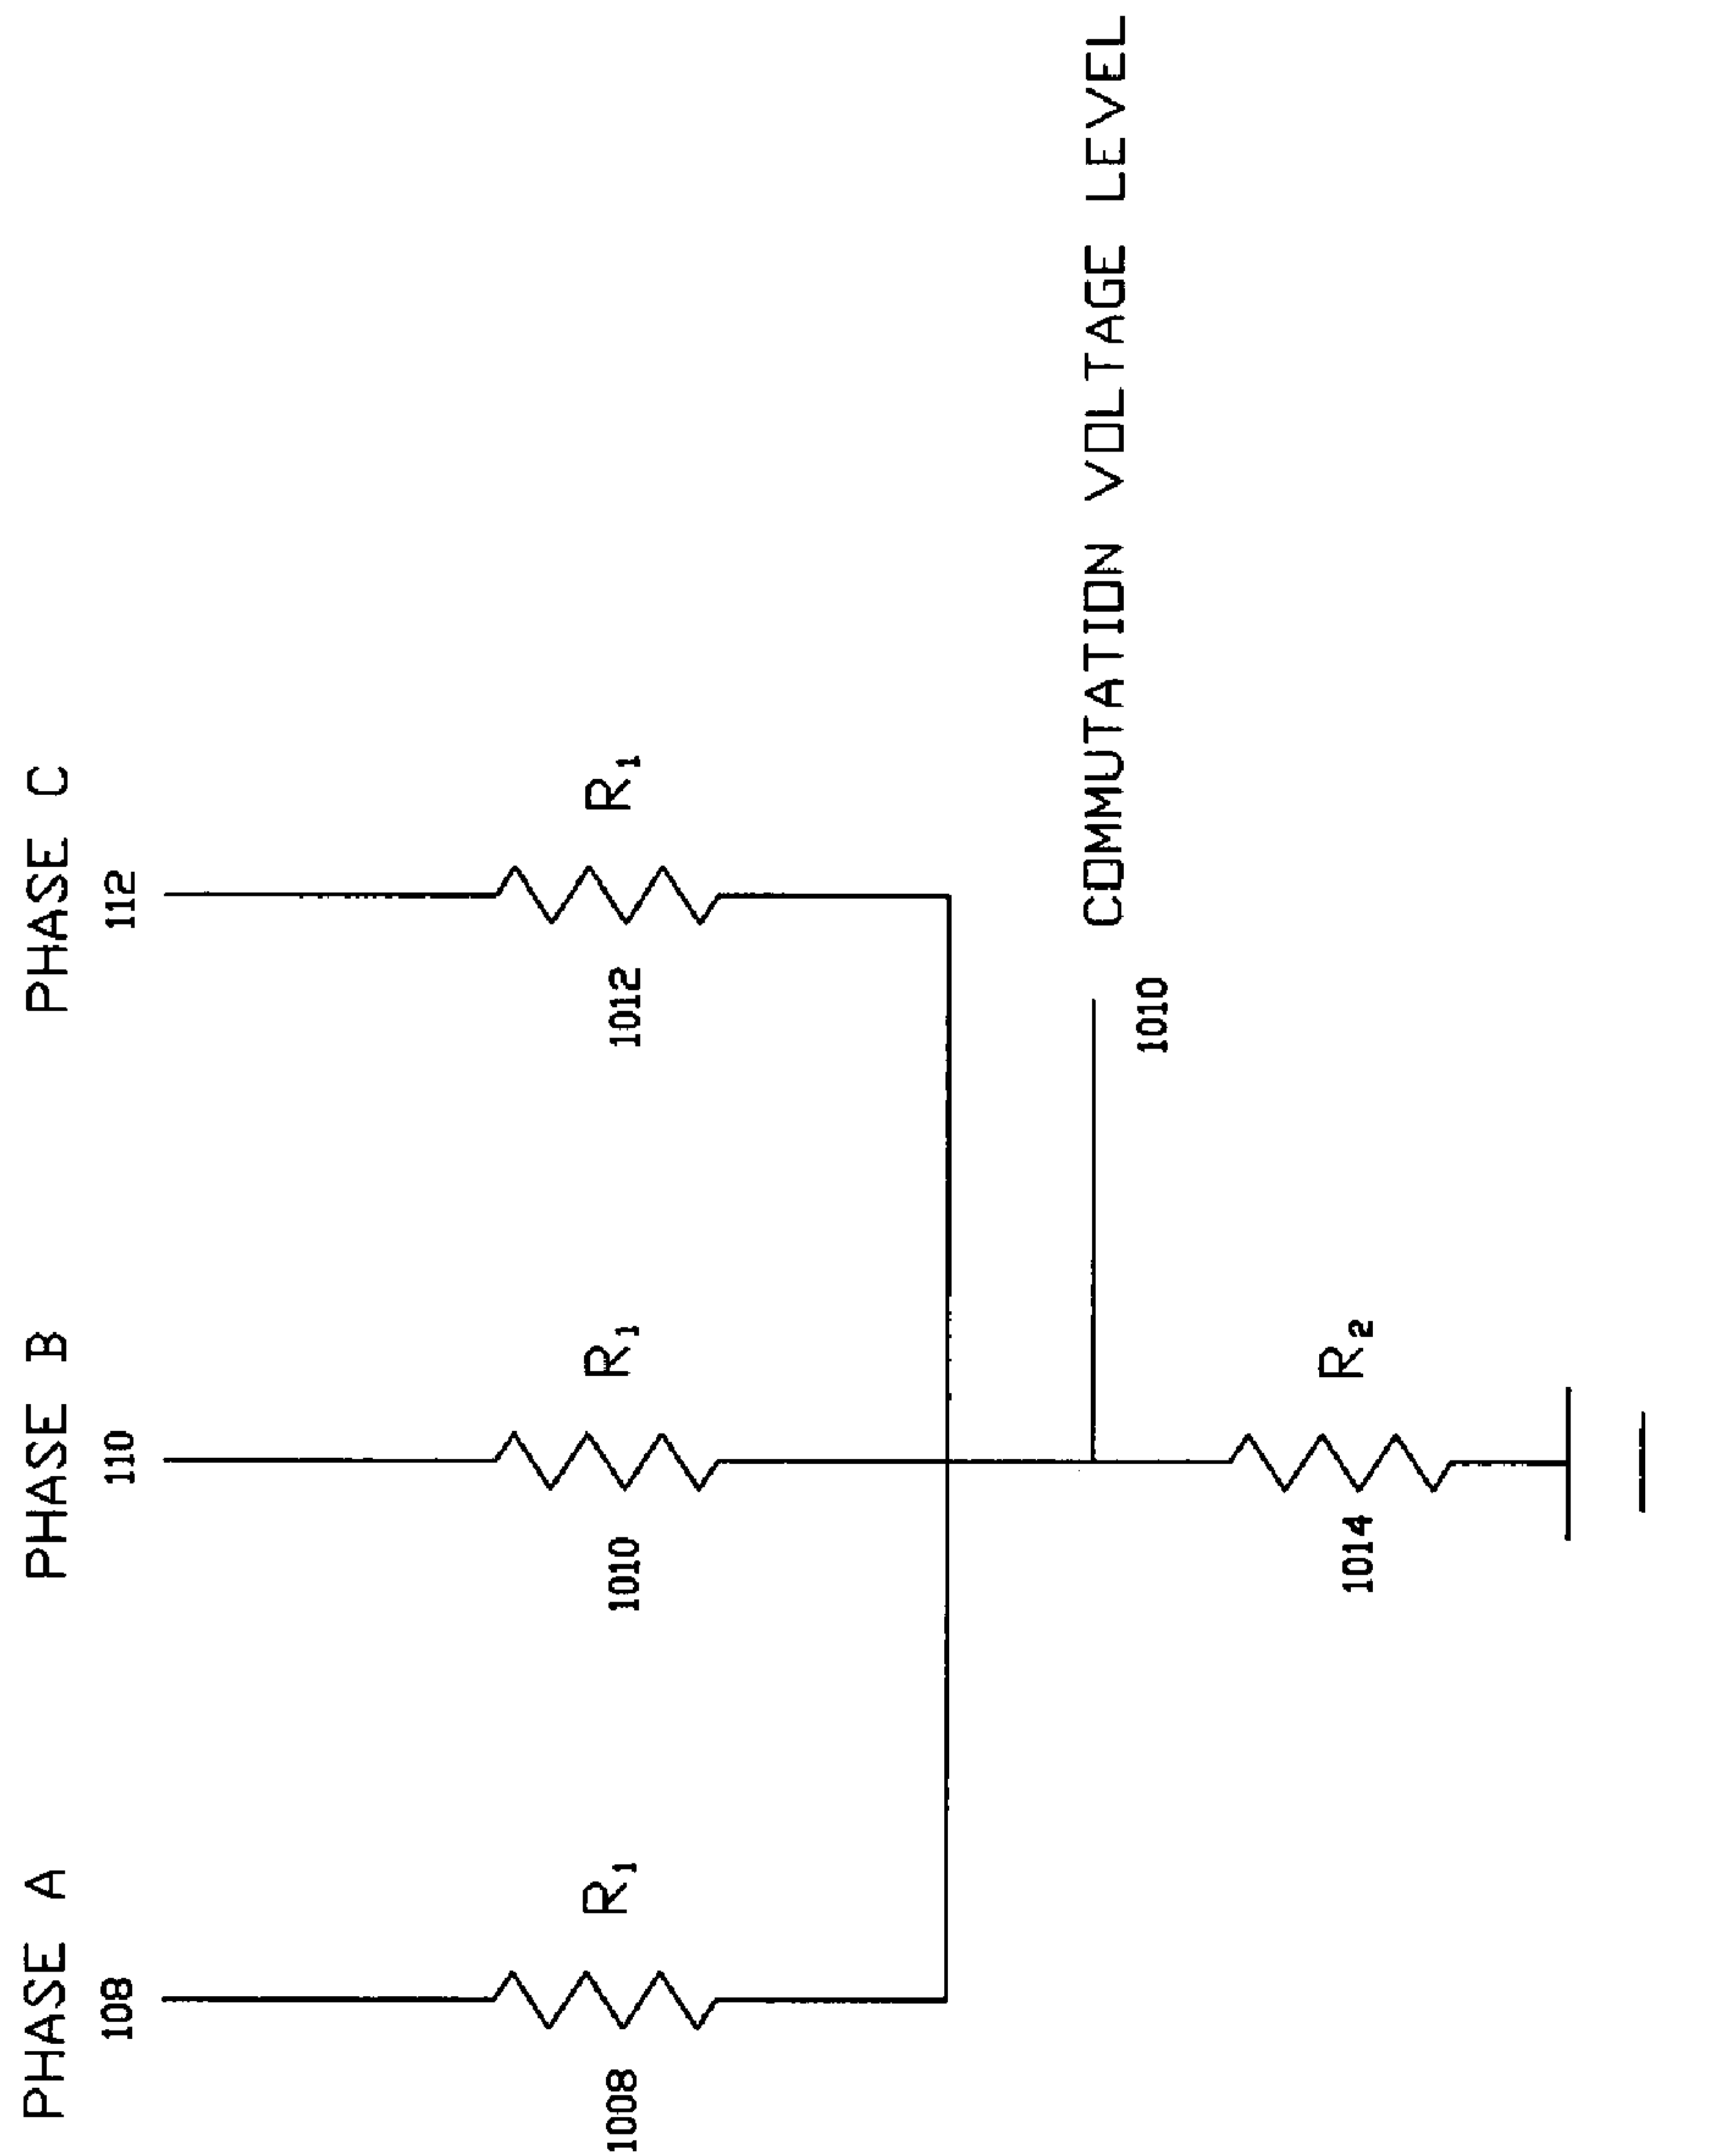 PHASE A
108
PHASE B
110
PHASE C
112
1008
R1
1010
R1
1012
R1
COMMUTATION VOLTAGE LEVEL
1010
1014
R2